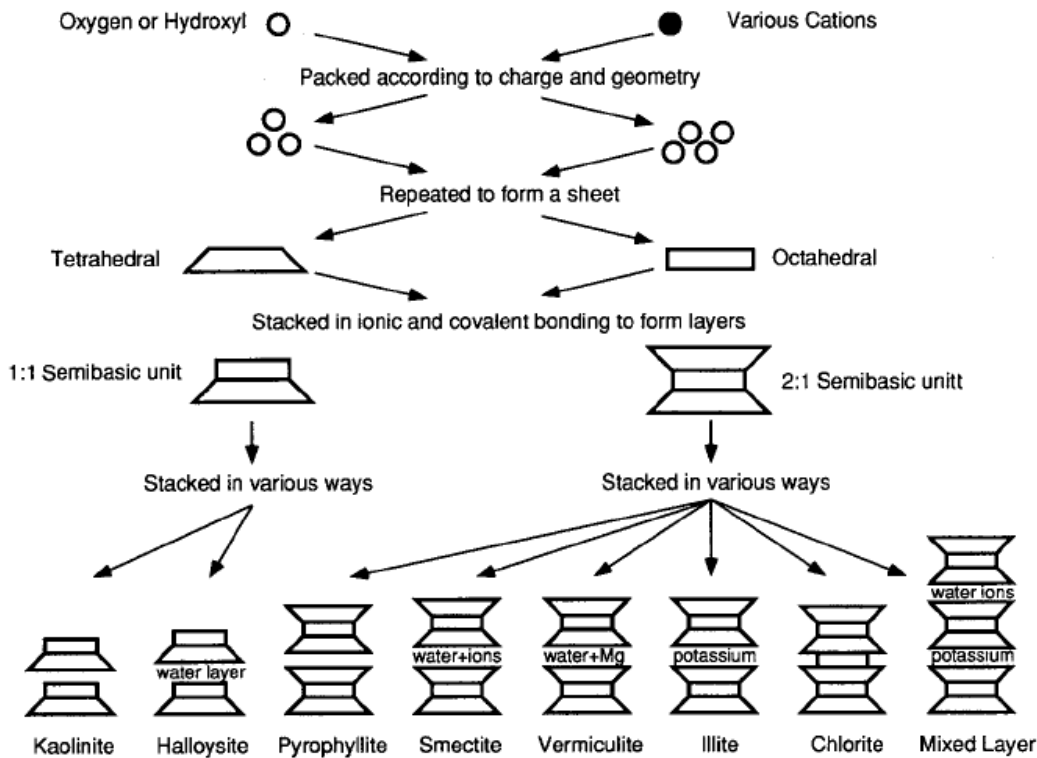 Oxygen or Hydroxyl
Various Cations
Packed according to charge and geometry
Repeated to form a sheet
Tetrahedral
Octahedral
Stacked in ionic and covalent bonding to form layers
1:1 Semibasic unit
2:1 Semibasic unitt
Stacked in various ways
Stacked in various ways
water ions
water layer
water+ions
water+Mg
potassium
potassium
Kaolinite
Halloysite
Pyrophyllite
Smectite
Vermiculite
Illite
Chlorite
Mixed Layer